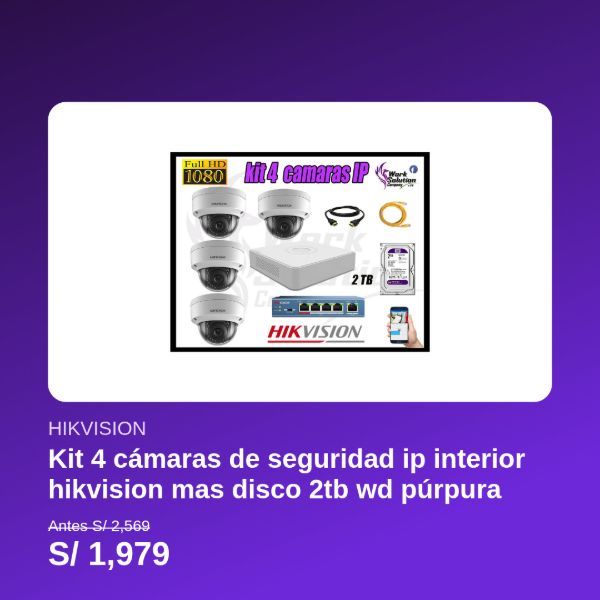 Full HD
1080
kit 4 camaras IP
Work
Solution
Company
2 TB
HIKVISION
HIKVISION
Kit 4 cámaras de seguridad ip interior
hikvision mas disco 2tb wd púrpura
Antes S/ 2,569
S/ 1,979